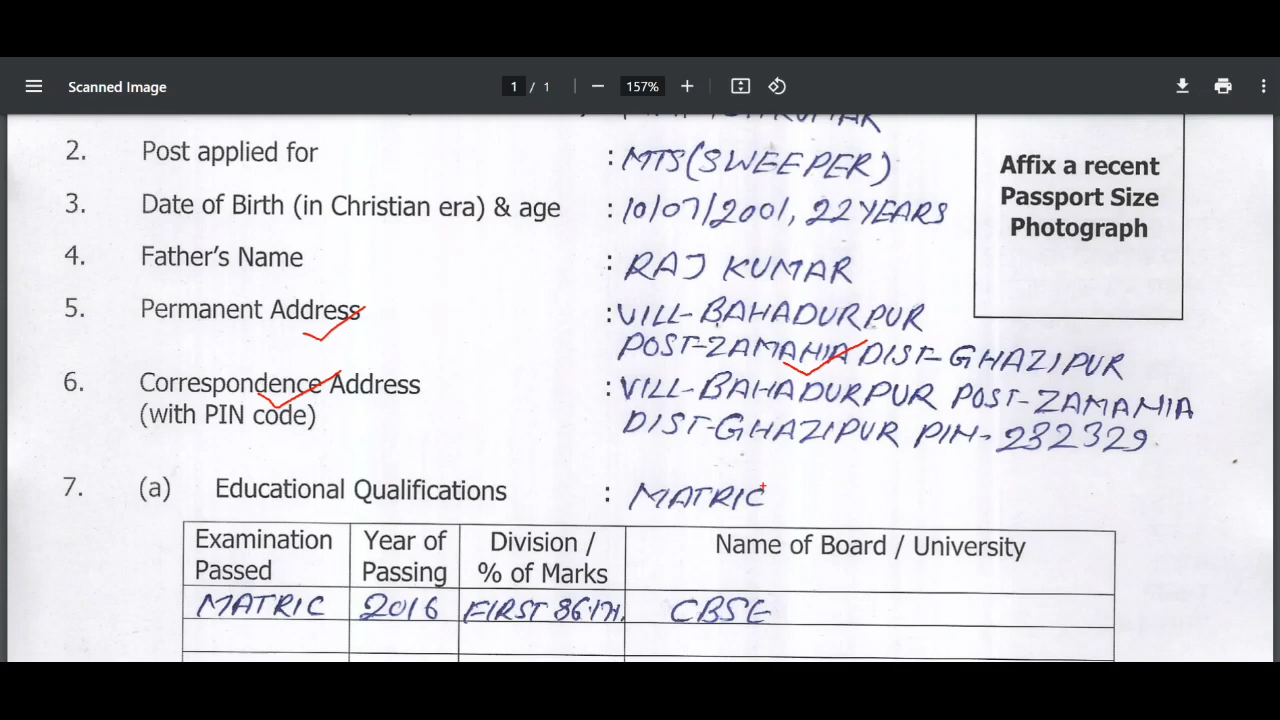 Scanned Image
1 / 1
157%
2. Post applied for : MTS(SWEEPER)
3. Date of Birth (in Christian era) & age : 10/07/2001, 22 YEARS
4. Father's Name : RAJ KUMAR
5. Permanent Address : VILL-BAHADURPUR
POST-ZAMAHIA DIST-GHAZIPUR
6. Correspondence Address : VILL-BAHADURPUR POST-ZAMANIA
(with PIN code) DIST-GHAZIPUR PIN-232329
Affix a recent
Passport Size
Photograph
7. (a) Educational Qualifications : MATRIC
Examination Passed Year of Passing Division / % of Marks Name of Board / University
MATRIC 2016 FIRST CBSE